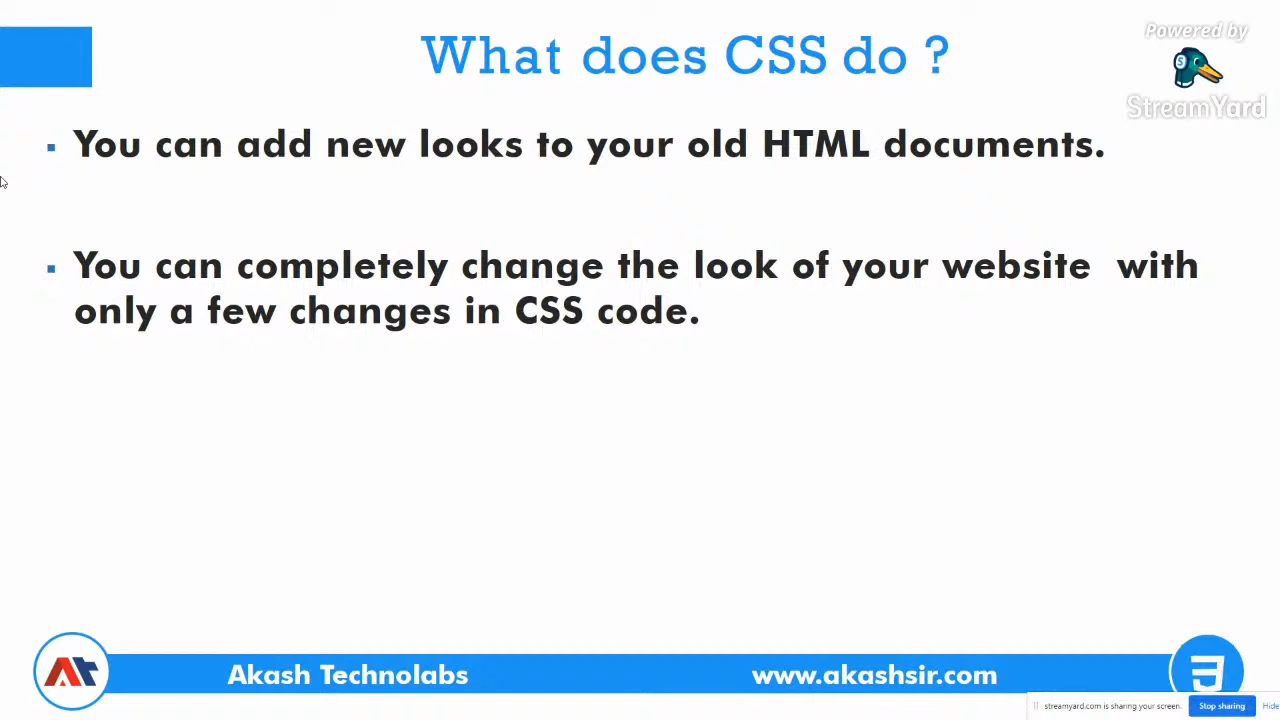 What does CSS do ?
Powered by
StreamYard
You can add new looks to your old HTML documents.
You can completely change the look of your website with
only a few changes in CSS code.
Akash Technolabs
www.akashsir.com
streamyard.com is sharing your screen.
Stop sharing
Hide